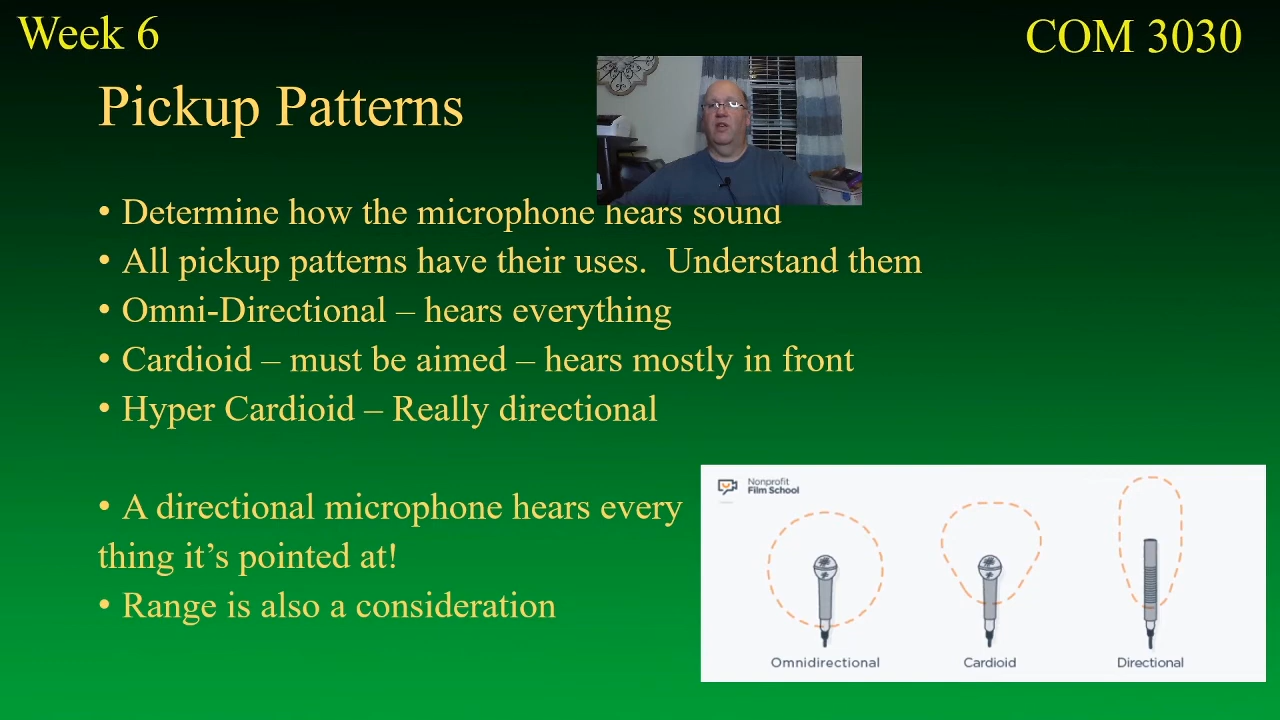 Week 6
COM 3030
Pickup Patterns
• Determine how the microphone hears sound
• All pickup patterns have their uses.  Understand them
• Omni-Directional – hears everything
• Cardioid – must be aimed – hears mostly in front
• Hyper Cardioid – Really directional
• A directional microphone hears every
thing it’s pointed at!
• Range is also a consideration
Nonprofit
Film School
Omnidirectional
Cardioid
Directional